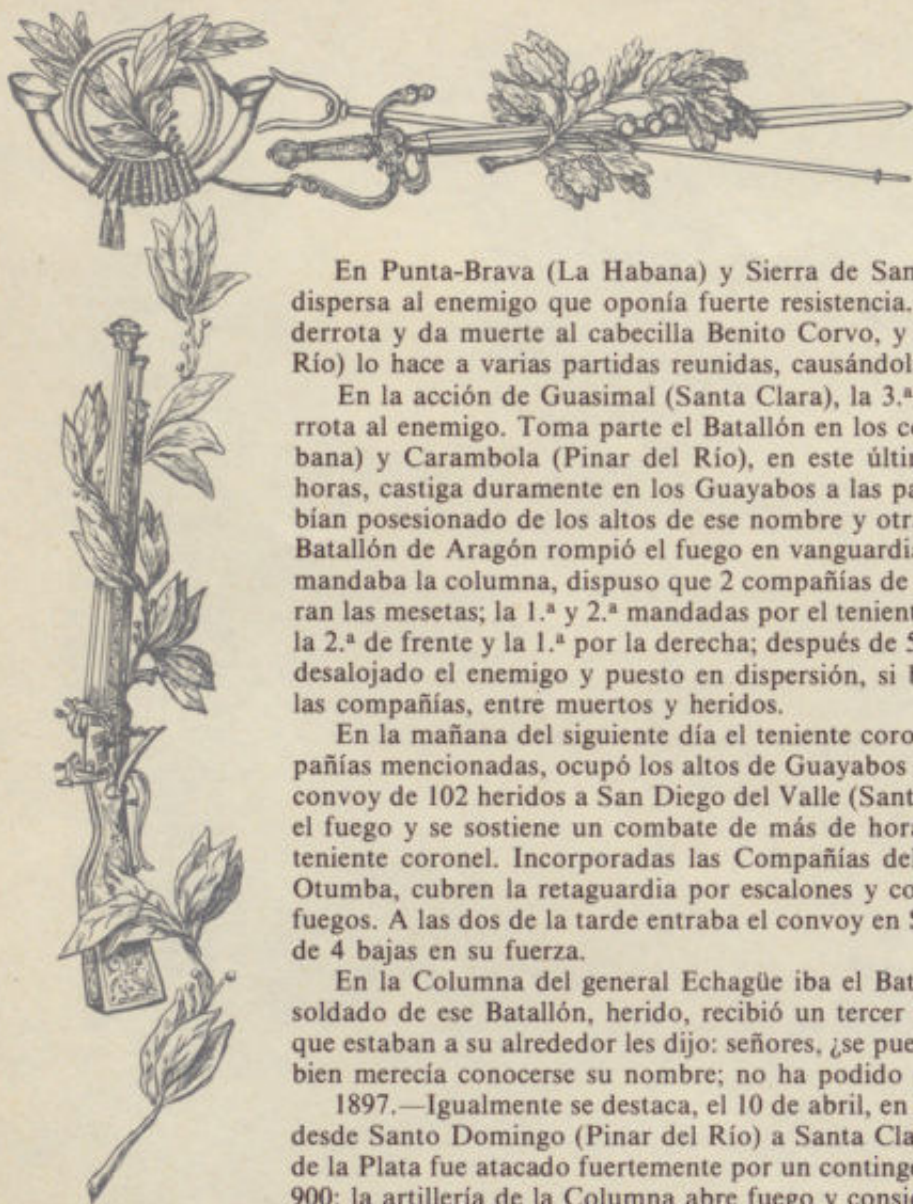 En Punta-Brava (La Habana) y Sierra de San
dispersa al enemigo que oponía fuerte resistencia.
derrota y da muerte al cabecilla Benito Corvo, y
Río) lo hace a varias partidas reunidas, causándol
En la acción de Guasimal (Santa Clara), la 3.ª
rrota al enemigo. Toma parte el Batallón en los c
bana) y Carambola (Pinar del Río), en este últi
horas, castiga duramente en los Guayabos a las pa
bían posesionado de los altos de ese nombre y otr
Batallón de Aragón rompió el fuego en vanguardia
mandaba la columna, dispuso que 2 compañías de
ran las mesetas; la 1.ª y 2.ª mandadas por el tenient
la 2.ª de frente y la 1.ª por la derecha; después de 5
desalojado el enemigo y puesto en dispersión, si b
las compañías, entre muertos y heridos.
En la mañana del siguiente día el teniente coro
pañías mencionadas, ocupó los altos de Guayabos
convoy de 102 heridos a San Diego del Valle (Sant
el fuego y se sostiene un combate de más de hor
teniente coronel. Incorporadas las Compañías de
Otumba, cubren la retaguardia por escalones y co
fuegos. A las dos de la tarde entraba el convoy en S
de 4 bajas en su fuerza.
En la Columna del general Echagüe iba el Bat
soldado de ese Batallón, herido, recibió un tercer
que estaban a su alrededor les dijo: señores, ¿se pue
bien merecía conocerse su nombre; no ha podido
1897.—Igualmente se destaca, el 10 de abril, en
desde Santo Domingo (Pinar del Río) a Santa Cla
de la Plata fue atacado fuertemente por un conting
900; la artillería de la Columna abre fuego y consi